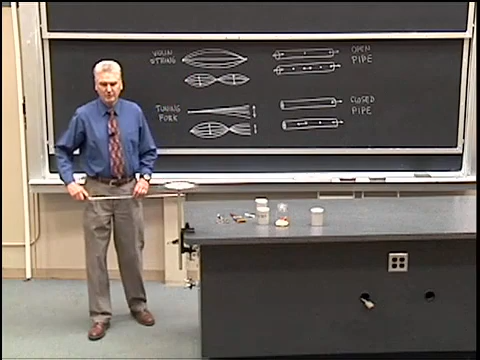 VIOLIN
STRING
OPEN
PIPE
TUNING
FORK
CLOSED
PIPE